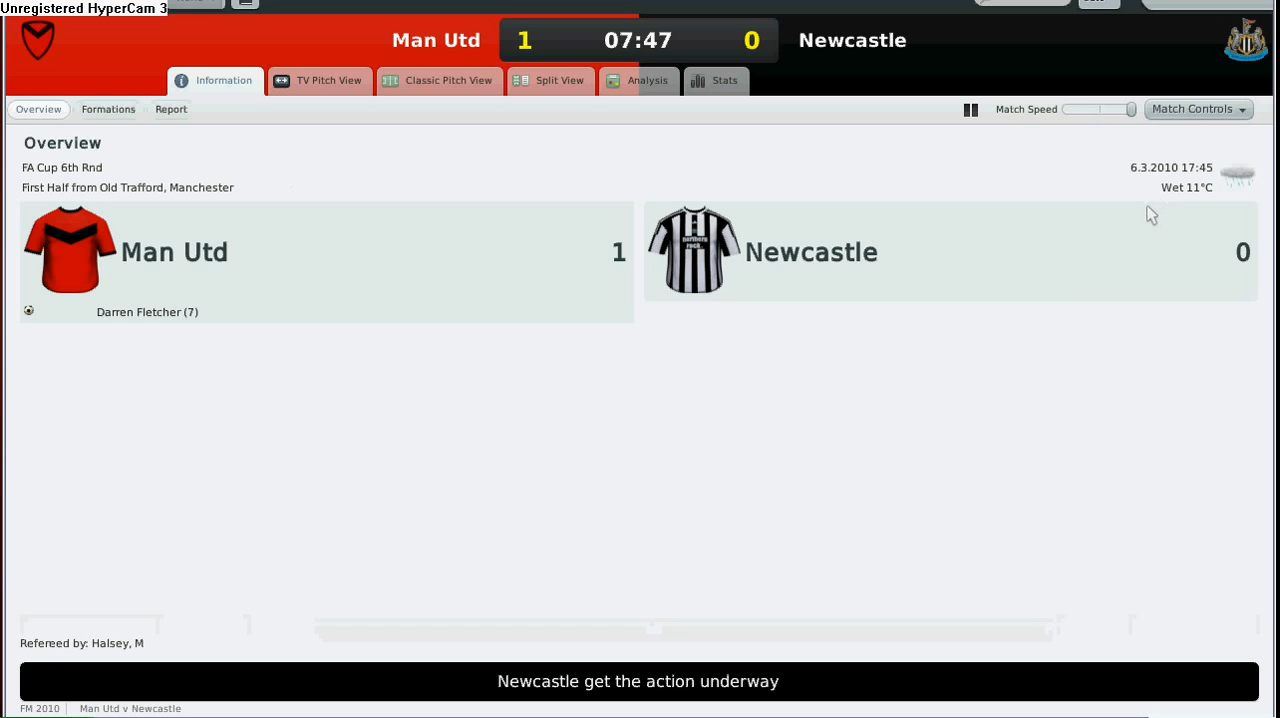 Unregistered HyperCam 3
Man Utd 1 07:47 0 Newcastle
Information TV Pitch View Classic Pitch View Split View Analysis Stats
Overview Formations Report Match Speed Match Controls
Overview
FA Cup 6th Rnd 6.3.2010 17:45
First Half from Old Trafford, Manchester Wet 11°C
northern rock
Man Utd 1 Newcastle 0
Darren Fletcher (7)
Refereed by: Halsey, M
Newcastle get the action underway
FM 2010 Man Utd v Newcastle